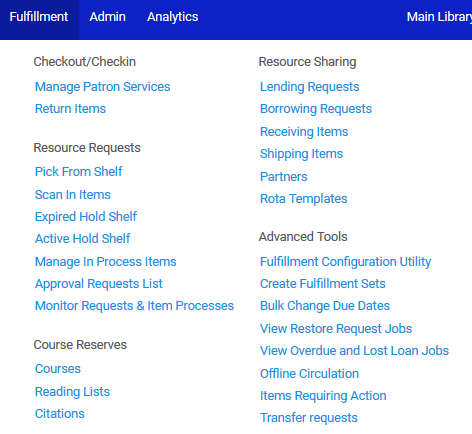 Fulfillment Admin Analytics Main Library
Checkout/Checkin
Manage Patron Services
Return Items
Resource Requests
Pick From Shelf
Scan In Items
Expired Hold Shelf
Active Hold Shelf
Manage In Process Items
Approval Requests List
Monitor Requests & Item Processes
Course Reserves
Courses
Reading Lists
Citations
Resource Sharing
Lending Requests
Borrowing Requests
Receiving Items
Shipping Items
Partners
Rota Templates
Advanced Tools
Fulfillment Configuration Utility
Create Fulfillment Sets
Bulk Change Due Dates
View Restore Request Jobs
View Overdue and Lost Loan Jobs
Offline Circulation
Items Requiring Action
Transfer requests